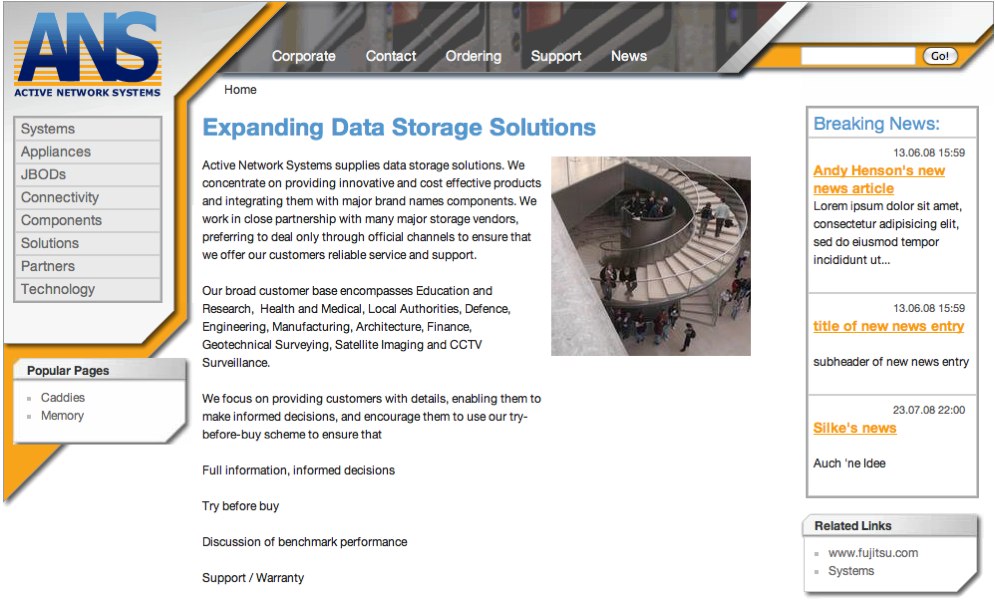 ANS
ACTIVE NETWORK SYSTEMS
Corporate
Contact
Ordering
Support
News
Go!
Home
Systems
Appliances
JBODs
Connectivity
Components
Solutions
Partners
Technology
Popular Pages
Caddies
Memory
Expanding Data Storage Solutions
Active Network Systems supplies data storage solutions. We
concentrate on providing innovative and cost effective products
and integrating them with major brand names components. We
work in close partnership with many major storage vendors,
preferring to deal only through official channels to ensure that
we offer our customers reliable service and support.
Our broad customer base encompasses Education and
Research, Health and Medical, Local Authorities, Defence,
Engineering, Manufacturing, Architecture, Finance,
Geotechnical Surveying, Satellite Imaging and CCTV
Surveillance.
We focus on providing customers with details, enabling them to
make informed decisions, and encourage them to use our try-
before-buy scheme to ensure that
Full information, informed decisions
Try before buy
Discussion of benchmark performance
Support / Warranty
Breaking News:
13.06.08 15:59
Andy Henson's new
news article
Lorem ipsum dolor sit amet,
consectetur adipisicing elit,
sed do eiusmod tempor
incididunt ut...
13.06.08 15:59
title of new news entry
subheader of new news entry
23.07.08 22:00
Silke's news
Auch 'ne Idee
Related Links
www.fujitsu.com
Systems